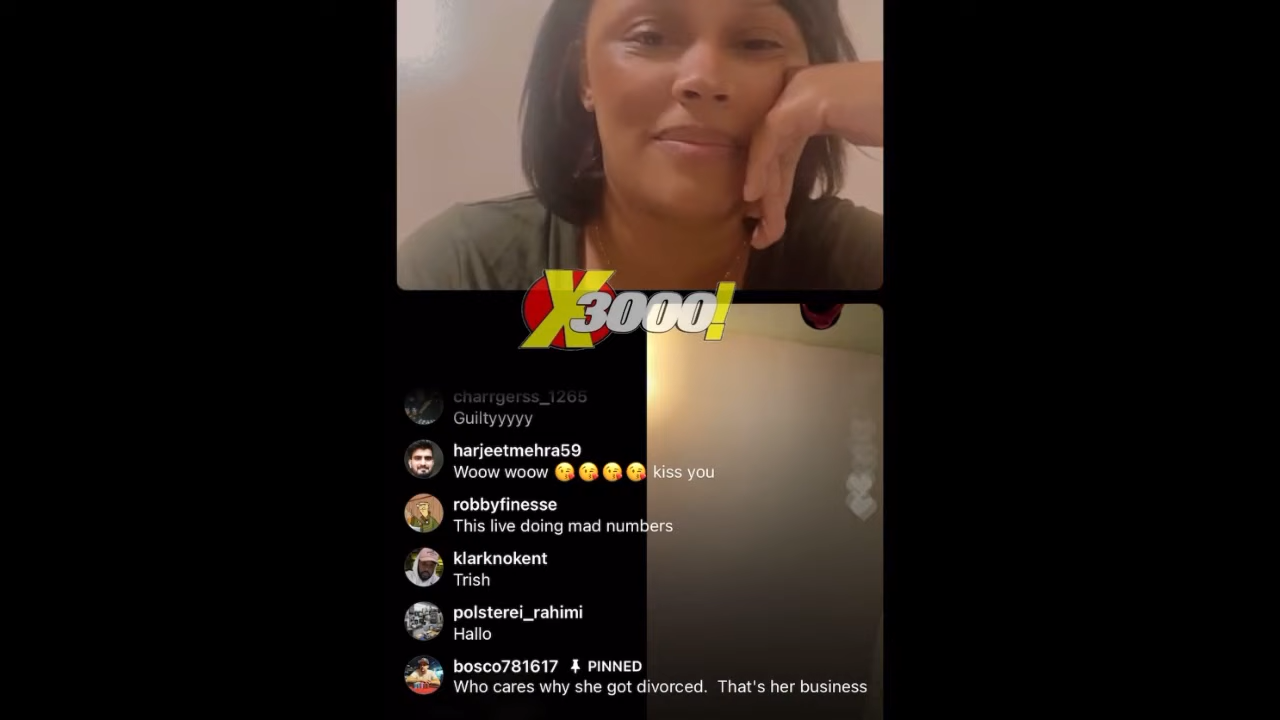 X3000!
charrgerss_1265
Guiltyyyyy
harjeetmehra59
Woow woow 😘😘😘😘 kiss you
robbyfinesse
This live doing mad numbers
klarknokent
Trish
polsterei_rahimi
Hallo
bosco781617 PINNED
Who cares why she got divorced. That's her business